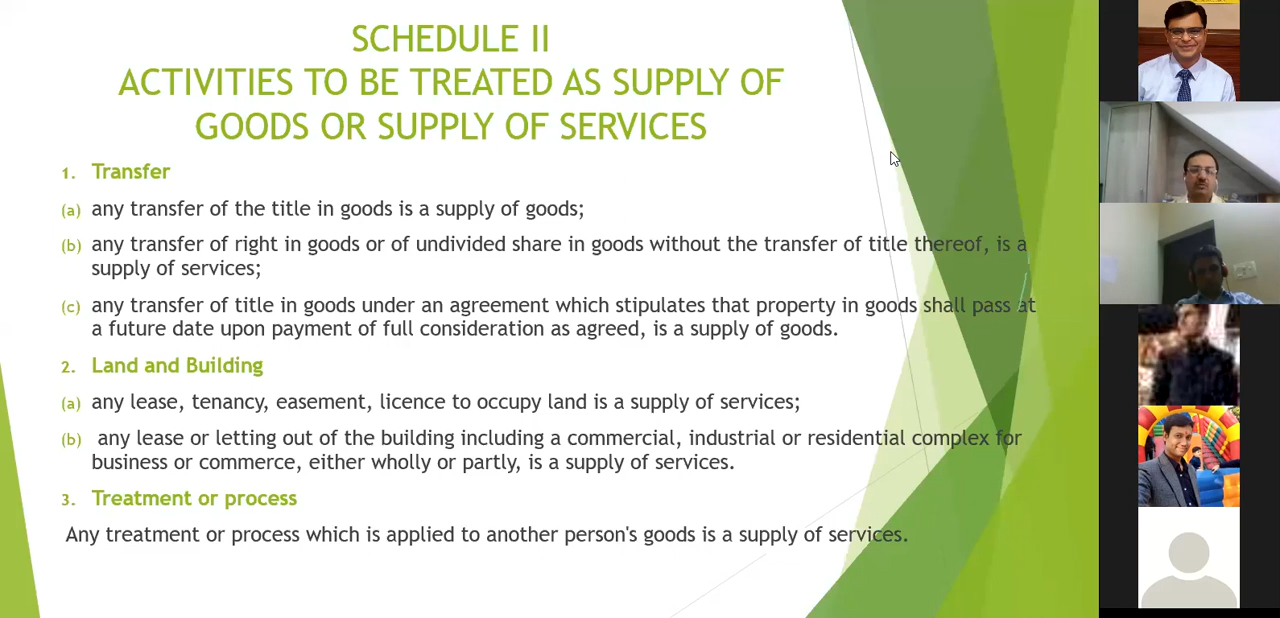 SCHEDULE II
ACTIVITIES TO BE TREATED AS SUPPLY OF
GOODS OR SUPPLY OF SERVICES
1. Transfer
(a) any transfer of the title in goods is a supply of goods;
(b) any transfer of right in goods or of undivided share in goods without the transfer of title thereof, is a
supply of services;
(c) any transfer of title in goods under an agreement which stipulates that property in goods shall pass at
a future date upon payment of full consideration as agreed, is a supply of goods.
2. Land and Building
(a) any lease, tenancy, easement, licence to occupy land is a supply of services;
(b) any lease or letting out of the building including a commercial, industrial or residential complex for
business or commerce, either wholly or partly, is a supply of services.
3. Treatment or process
Any treatment or process which is applied to another person's goods is a supply of services.